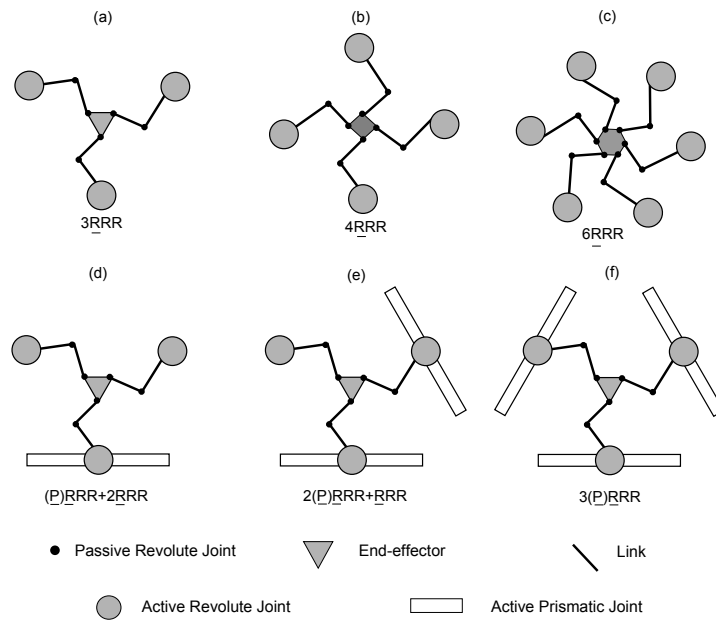 (a)
(b)
(c)
3RRR
4RRR
6RRR
(d)
(e)
(f)
(P)RRR+2RRR
2(P)RRR+RRR
3(P)RRR
Passive Revolute Joint
End-effector
Link
Active Revolute Joint
Active Prismatic Joint